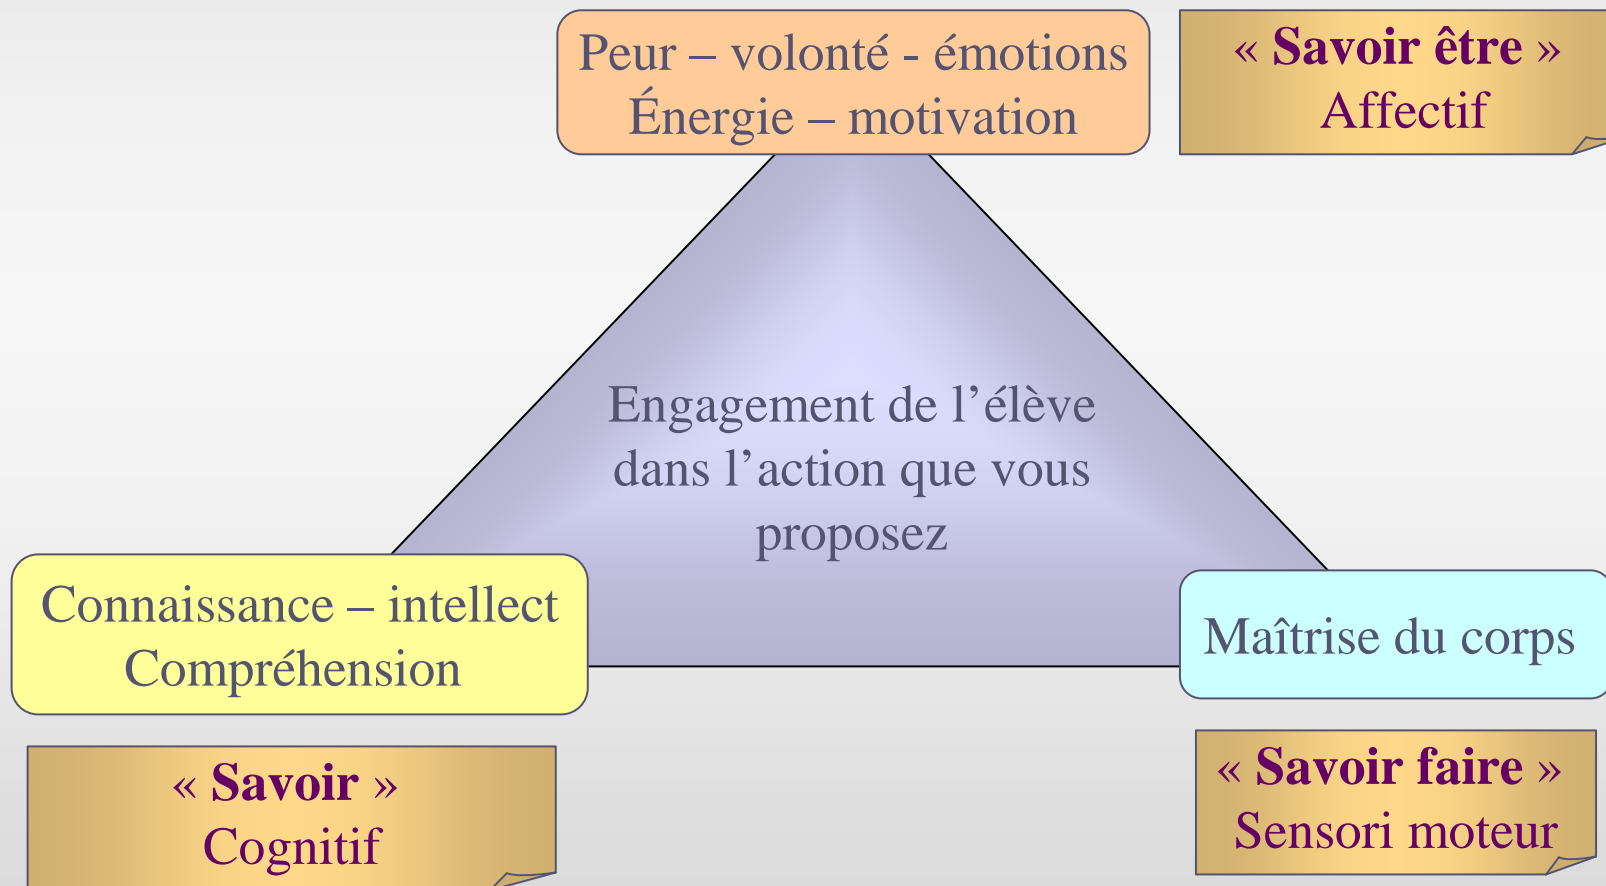 Peur – volonté - émotions
Énergie – motivation
« Savoir être »
Affectif
Engagement de l’élève
dans l’action que vous
proposez
Connaissance – intellect
Compréhension
Maîtrise du corps
« Savoir »
Cognitif
« Savoir faire »
Sensori moteur